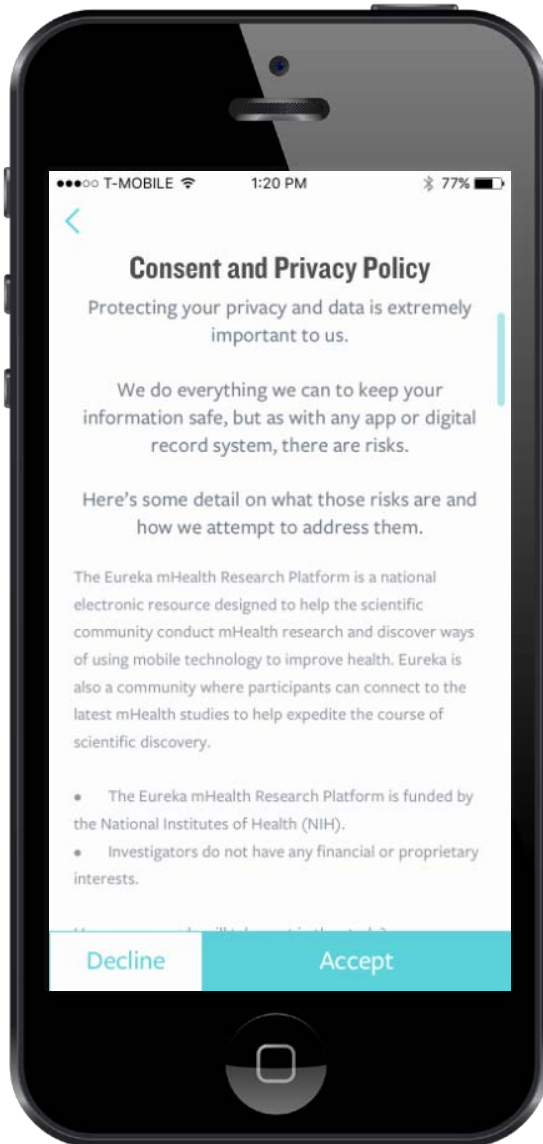 ●●●○○ T-MOBILE 1:20 PM 77%
Consent and Privacy Policy
Protecting your privacy and data is extremely
important to us.
We do everything we can to keep your
information safe, but as with any app or digital
record system, there are risks.
Here's some detail on what those risks are and
how we attempt to address them.
The Eureka mHealth Research Platform is a national
electronic resource designed to help the scientific
community conduct mHealth research and discover ways
of using mobile technology to improve health. Eureka is
also a community where participants can connect to the
latest mHealth studies to help expedite the course of
scientific discovery.
• The Eureka mHealth Research Platform is funded by
the National Institutes of Health (NIH).
• Investigators do not have any financial or proprietary
interests.
Decline Accept